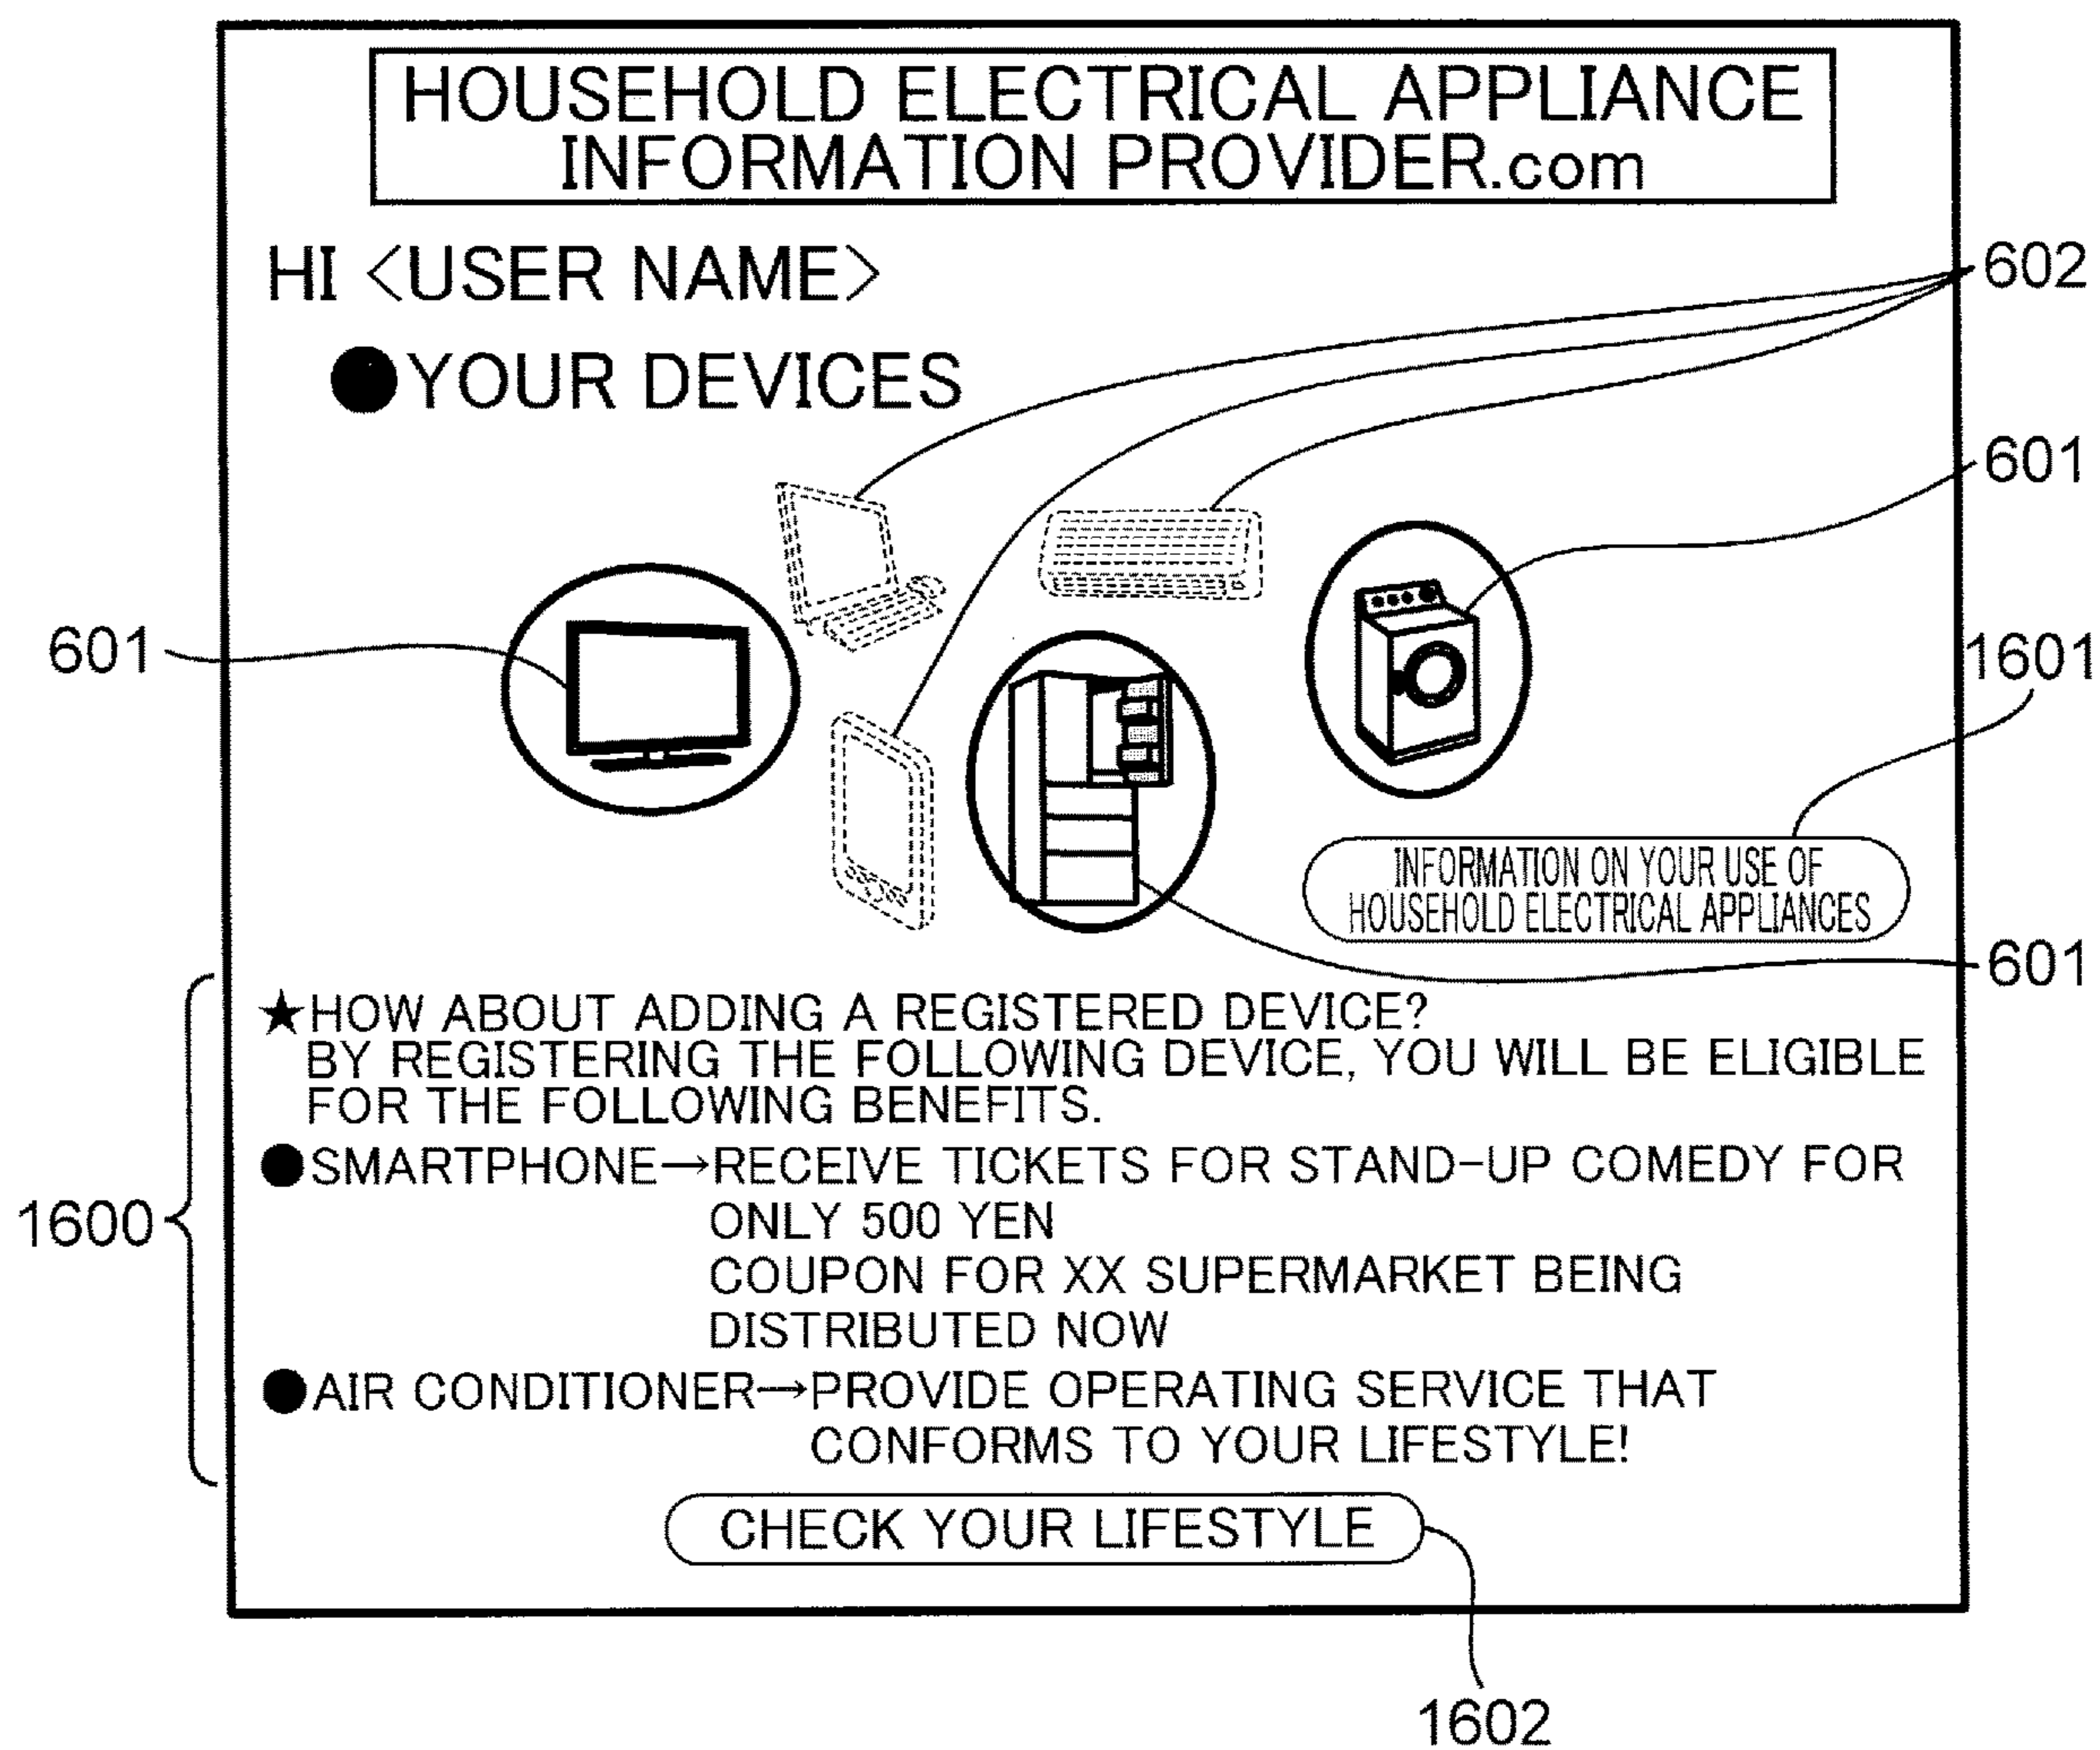 HOUSEHOLD ELECTRICAL APPLIANCE
INFORMATION PROVIDER.com
HI <USER NAME>
602
●YOUR DEVICES
601
601
1601
INFORMATION ON YOUR USE OF
HOUSEHOLD ELECTRICAL APPLIANCES
601
★HOW ABOUT ADDING A REGISTERED DEVICE?
BY REGISTERING THE FOLLOWING DEVICE, YOU WILL BE ELIGIBLE
FOR THE FOLLOWING BENEFITS.
●SMARTPHONE→RECEIVE TICKETS FOR STAND-UP COMEDY FOR
ONLY 500 YEN
1600
COUPON FOR XX SUPERMARKET BEING
DISTRIBUTED NOW
●AIR CONDITIONER→PROVIDE OPERATING SERVICE THAT
CONFORMS TO YOUR LIFESTYLE!
CHECK YOUR LIFESTYLE
1602